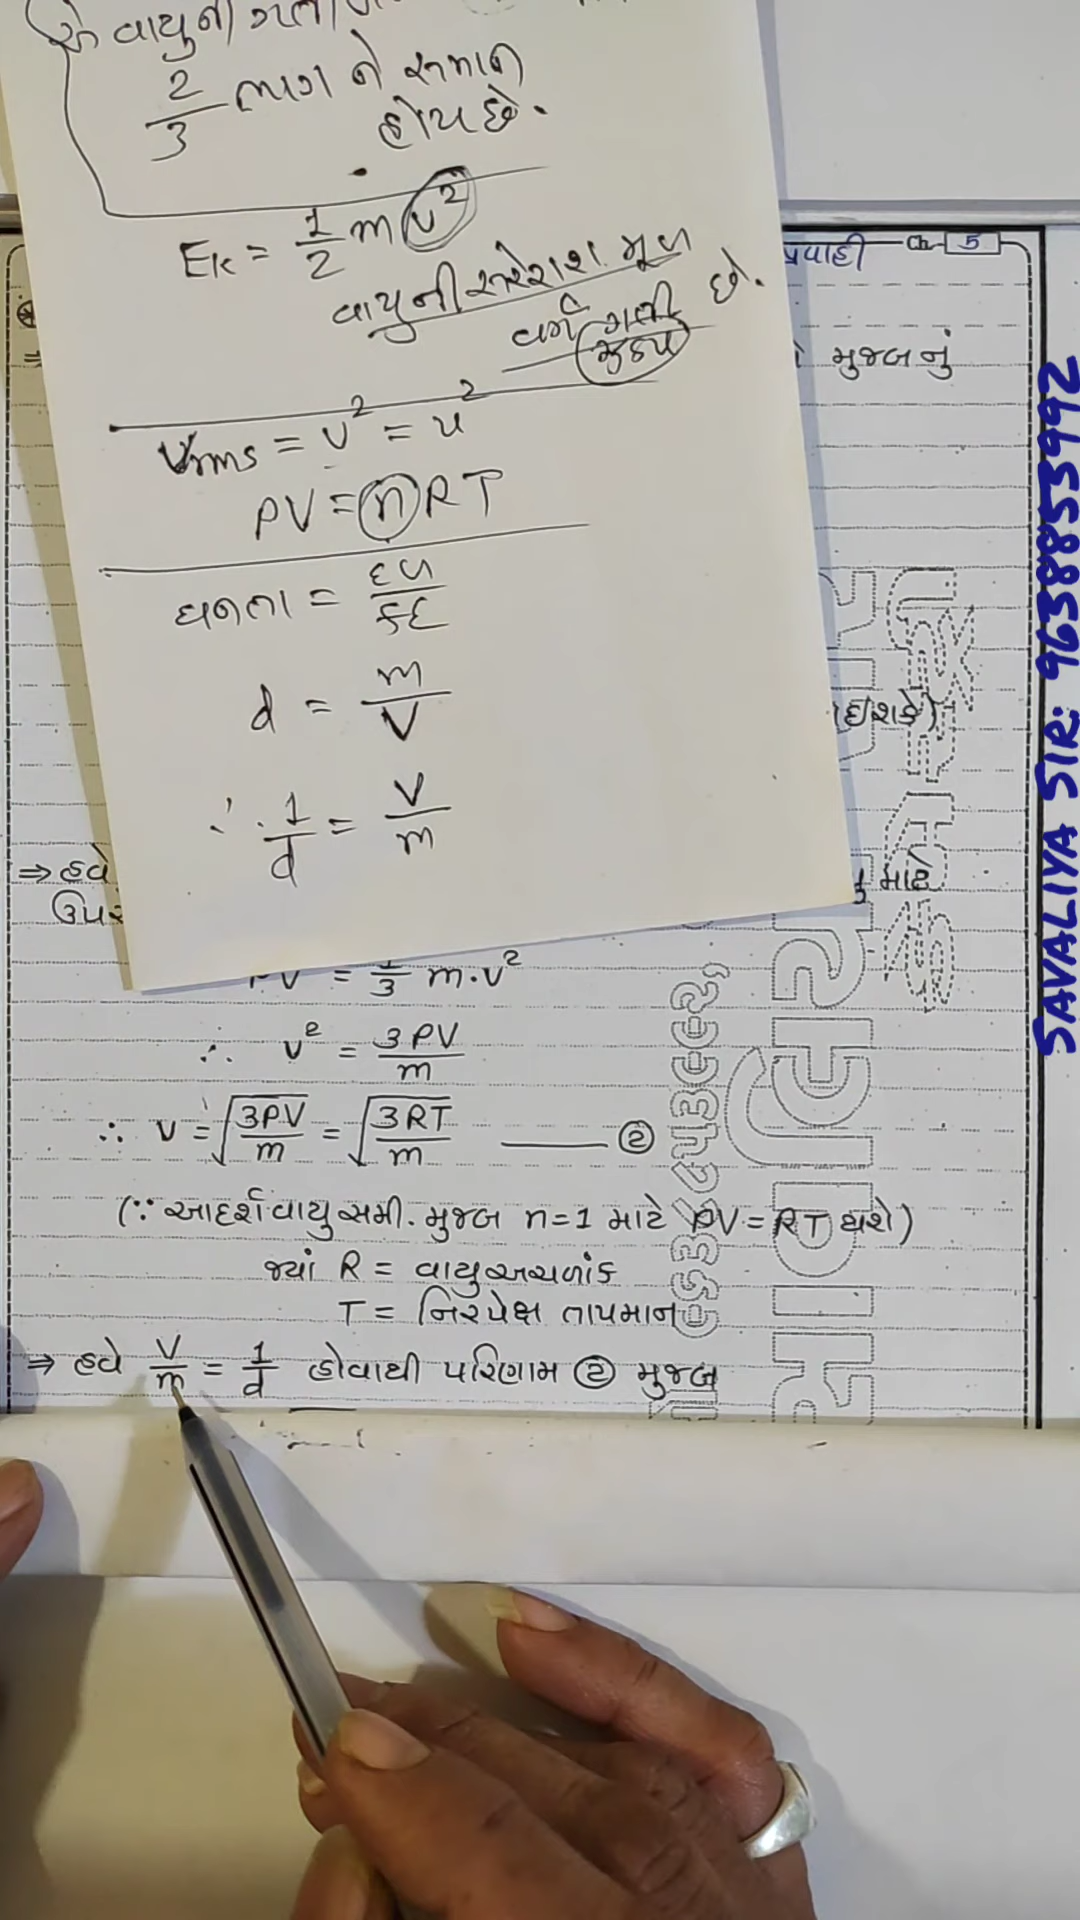 એ વાયુની ગતી
2/3 ભાગ ને સમાન
હોય છે.
Ek = 1/2 m v²
વાયુની સરેરાશ મૂળ
વર્ગ ગતી છે.
ઝડપ
Vrms = v² = u²
PV = nRT
ઘનતા = દળ/કદ
d = m/V
∴ 1/d = V/m
પ્રવાહી Ch 5
મુજબનું
⇒ હવે
માટે
PV = 1/3 m·v²
∴ v² = 3PV/m
∴ v = √(3PV/m) = √(3RT/m) ——— ②
(∵ આદર્શવાયુ સમી. મુજબ n=1 માટે PV = RT થશે)
જ્યાં R = વાયુઅચળાંક
T = નિરપેક્ષ તાપમાન
⇒ હવે V/m = 1/d હોવાથી પરિણામ ② મુજબ
SAVALIYA SIR: 9638853992